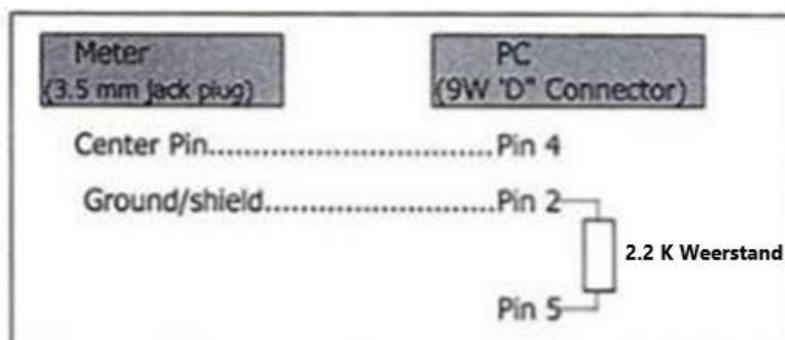 Meter
(3.5 mm jack plug)
PC
(9W "D" Connector)
Center Pin..............................Pin 4
Ground/shield.........................Pin 2
2.2 K Weerstand
Pin 5